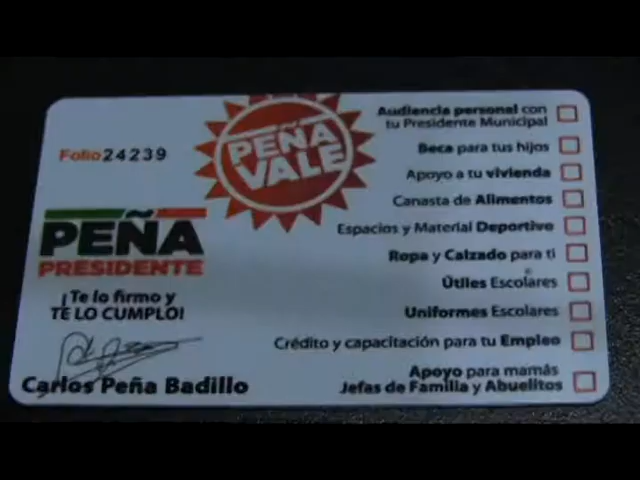 Folio 24239
PEÑA
VALE
PEÑA
PRESIDENTE
¡Te lo firmo y
TE LO CUMPLO!
Carlos Peña Badillo
Audiencia personal con
tu Presidente Municipal
Beca para tus hijos
Apoyo a tu vivienda
Canasta de Alimentos
Espacios y Material Deportivo
Ropa y Calzado para ti
Útiles Escolares
Uniformes Escolares
Crédito y capacitación para tu Empleo
Apoyo para mamás
Jefas de Familia y Abuelitos